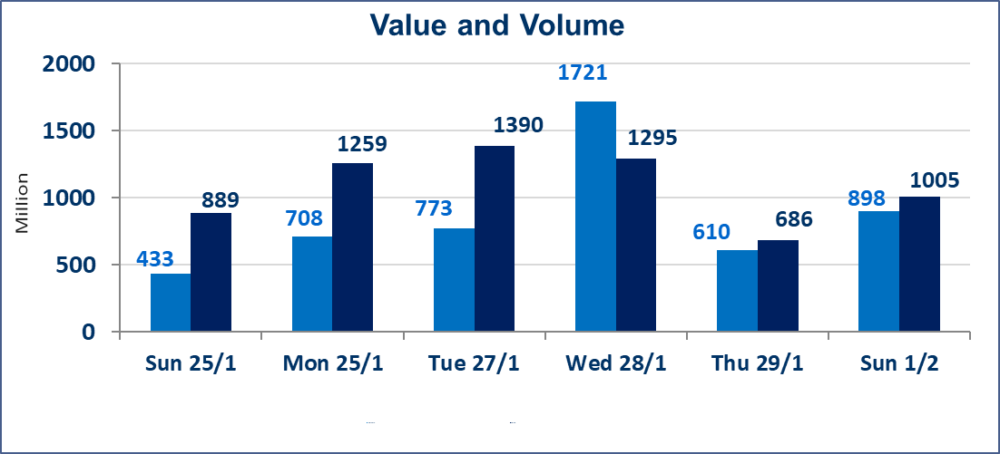 Value and Volume
Million
2000
1500
1000
500
0
433
889
708
1259
773
1390
1721
1295
610
686
898
1005
Sun 25/1
Mon 25/1
Tue 27/1
Wed 28/1
Thu 29/1
Sun 1/2